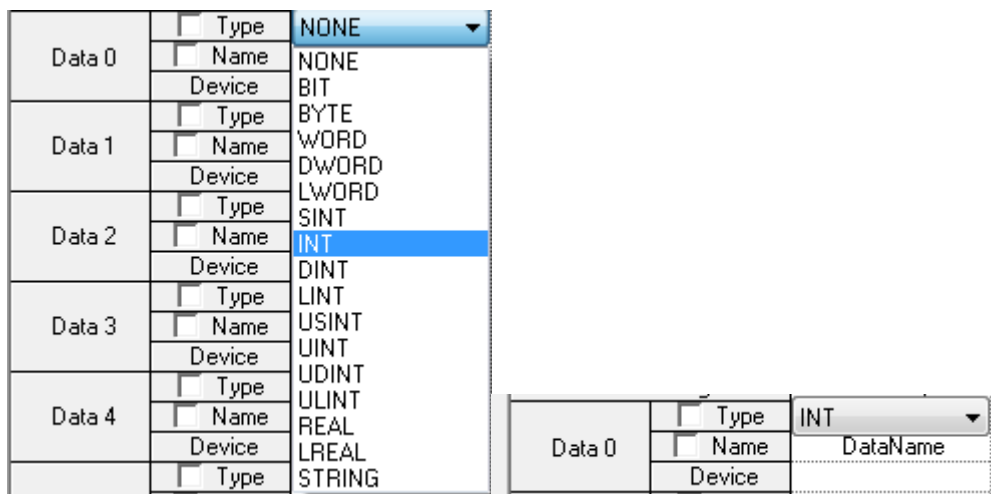 Data 0
Type
NONE
Name
Device
NONE
BIT
BYTE
WORD
DWORD
LWORD
SINT
INT
DINT
LINT
USINT
UINT
UDINT
ULINT
REAL
LREAL
STRING
Data 1
Type
Name
Device
Data 2
Type
Name
Device
Data 3
Type
Name
Device
Data 4
Type
Name
Device
Type
Data 0
Type
INT
Name
DataName
Device